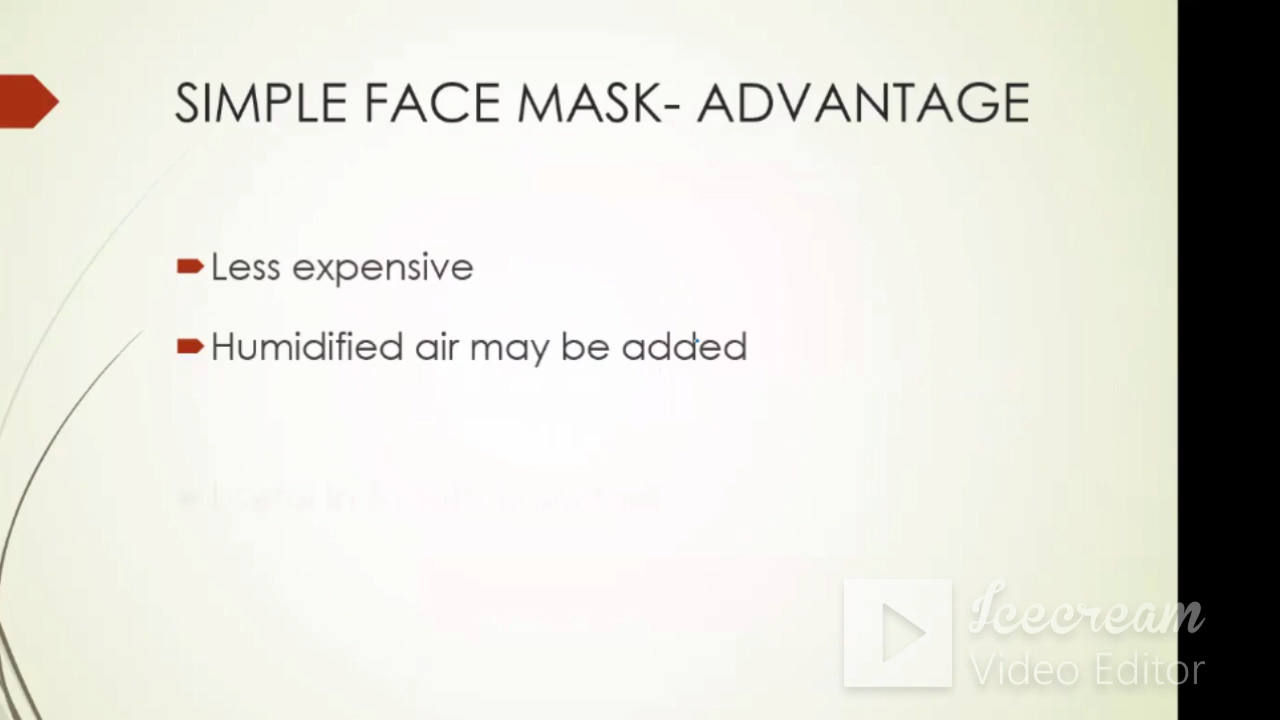 SIMPLE FACE MASK- ADVANTAGE
Less expensive
Humidified air may be added
Icecream
Video Editor